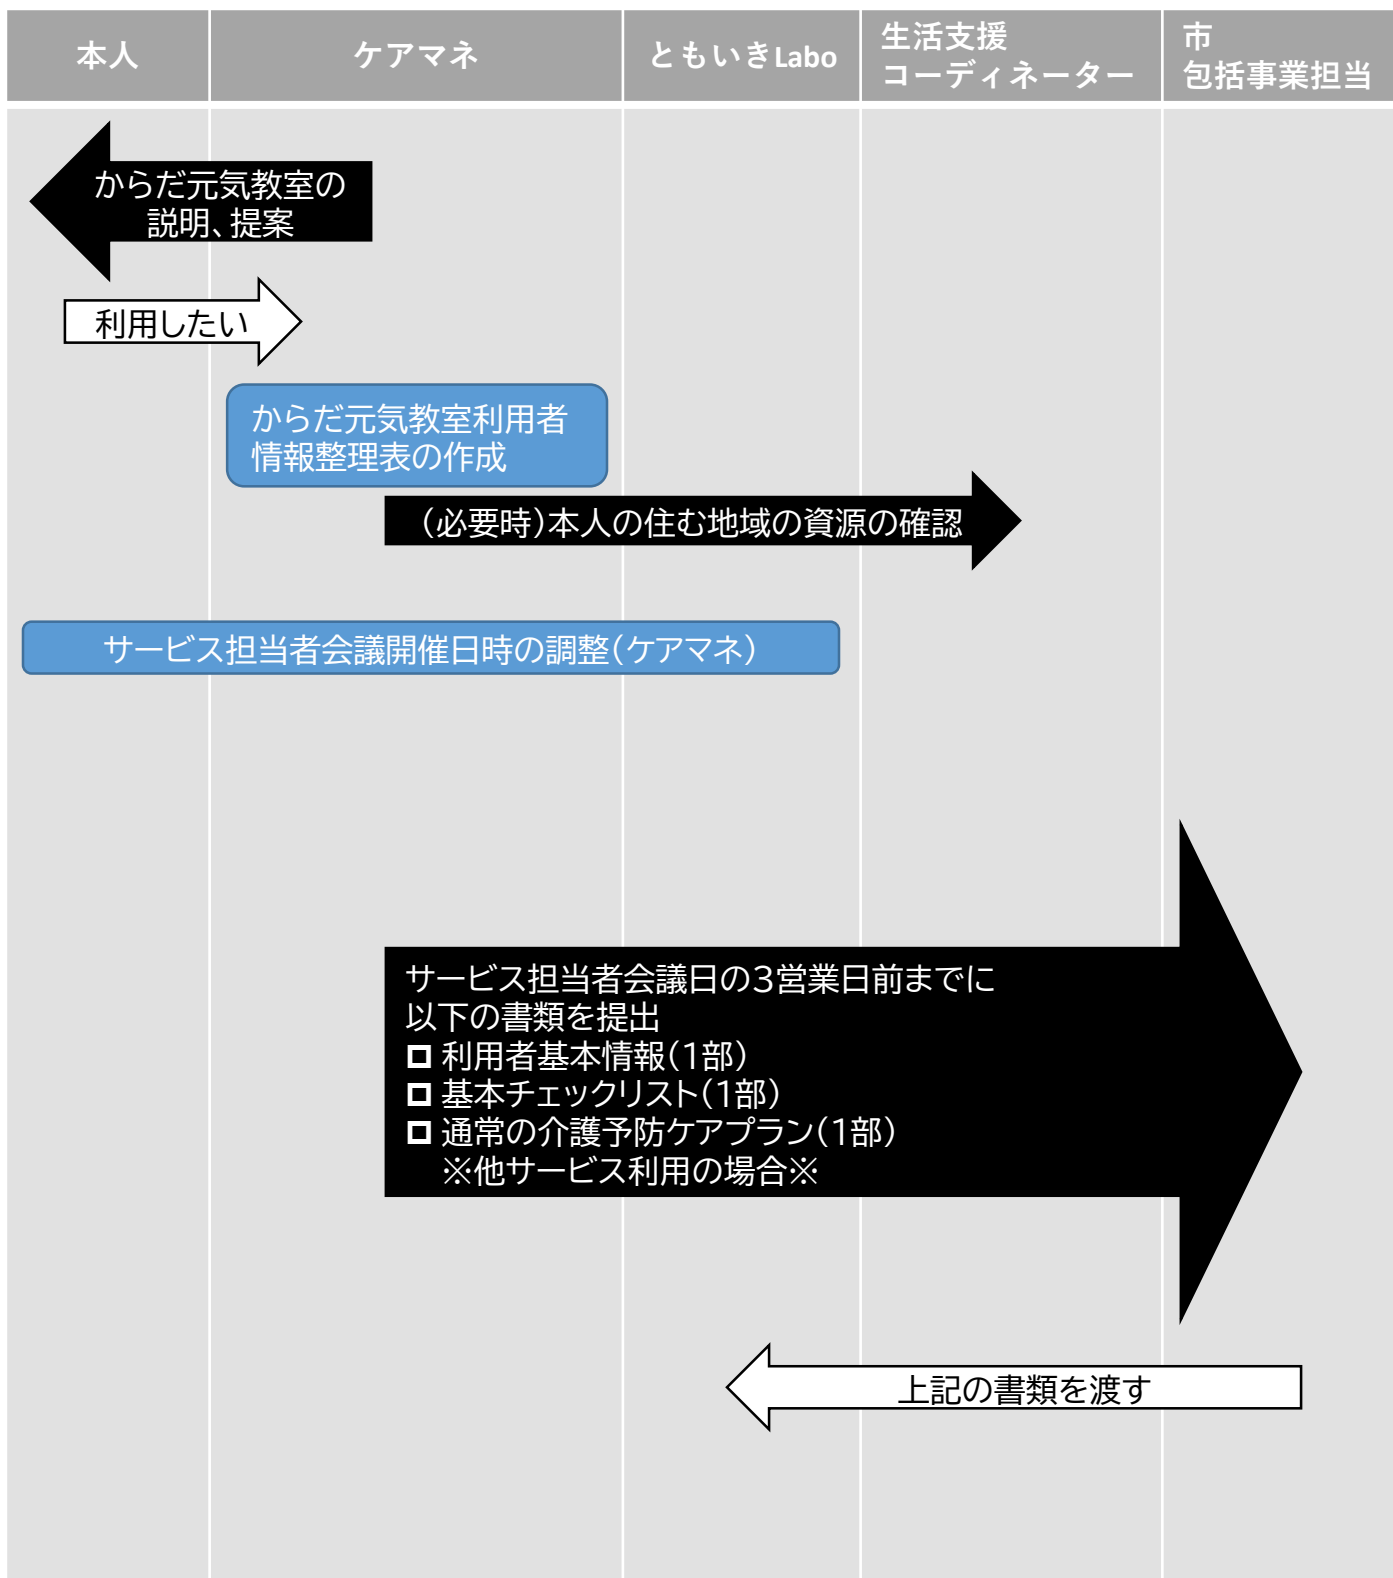 本人
ケアマネ
ともいきLabo
生活支援
コーディネーター
市
包括事業担当
からだ元気教室の
説明、提案
利用したい
からだ元気教室利用者
情報整理表の作成
（必要時）本人の住む地域の資源の確認
サービス担当者会議開催日時の調整（ケアマネ）
サービス担当者会議日の3営業日前までに
以下の書類を提出
□ 利用者基本情報（1部）
□ 基本チェックリスト（1部）
□ 通常の介護予防ケアプラン（1部）
※他サービス利用の場合※
上記の書類を渡す